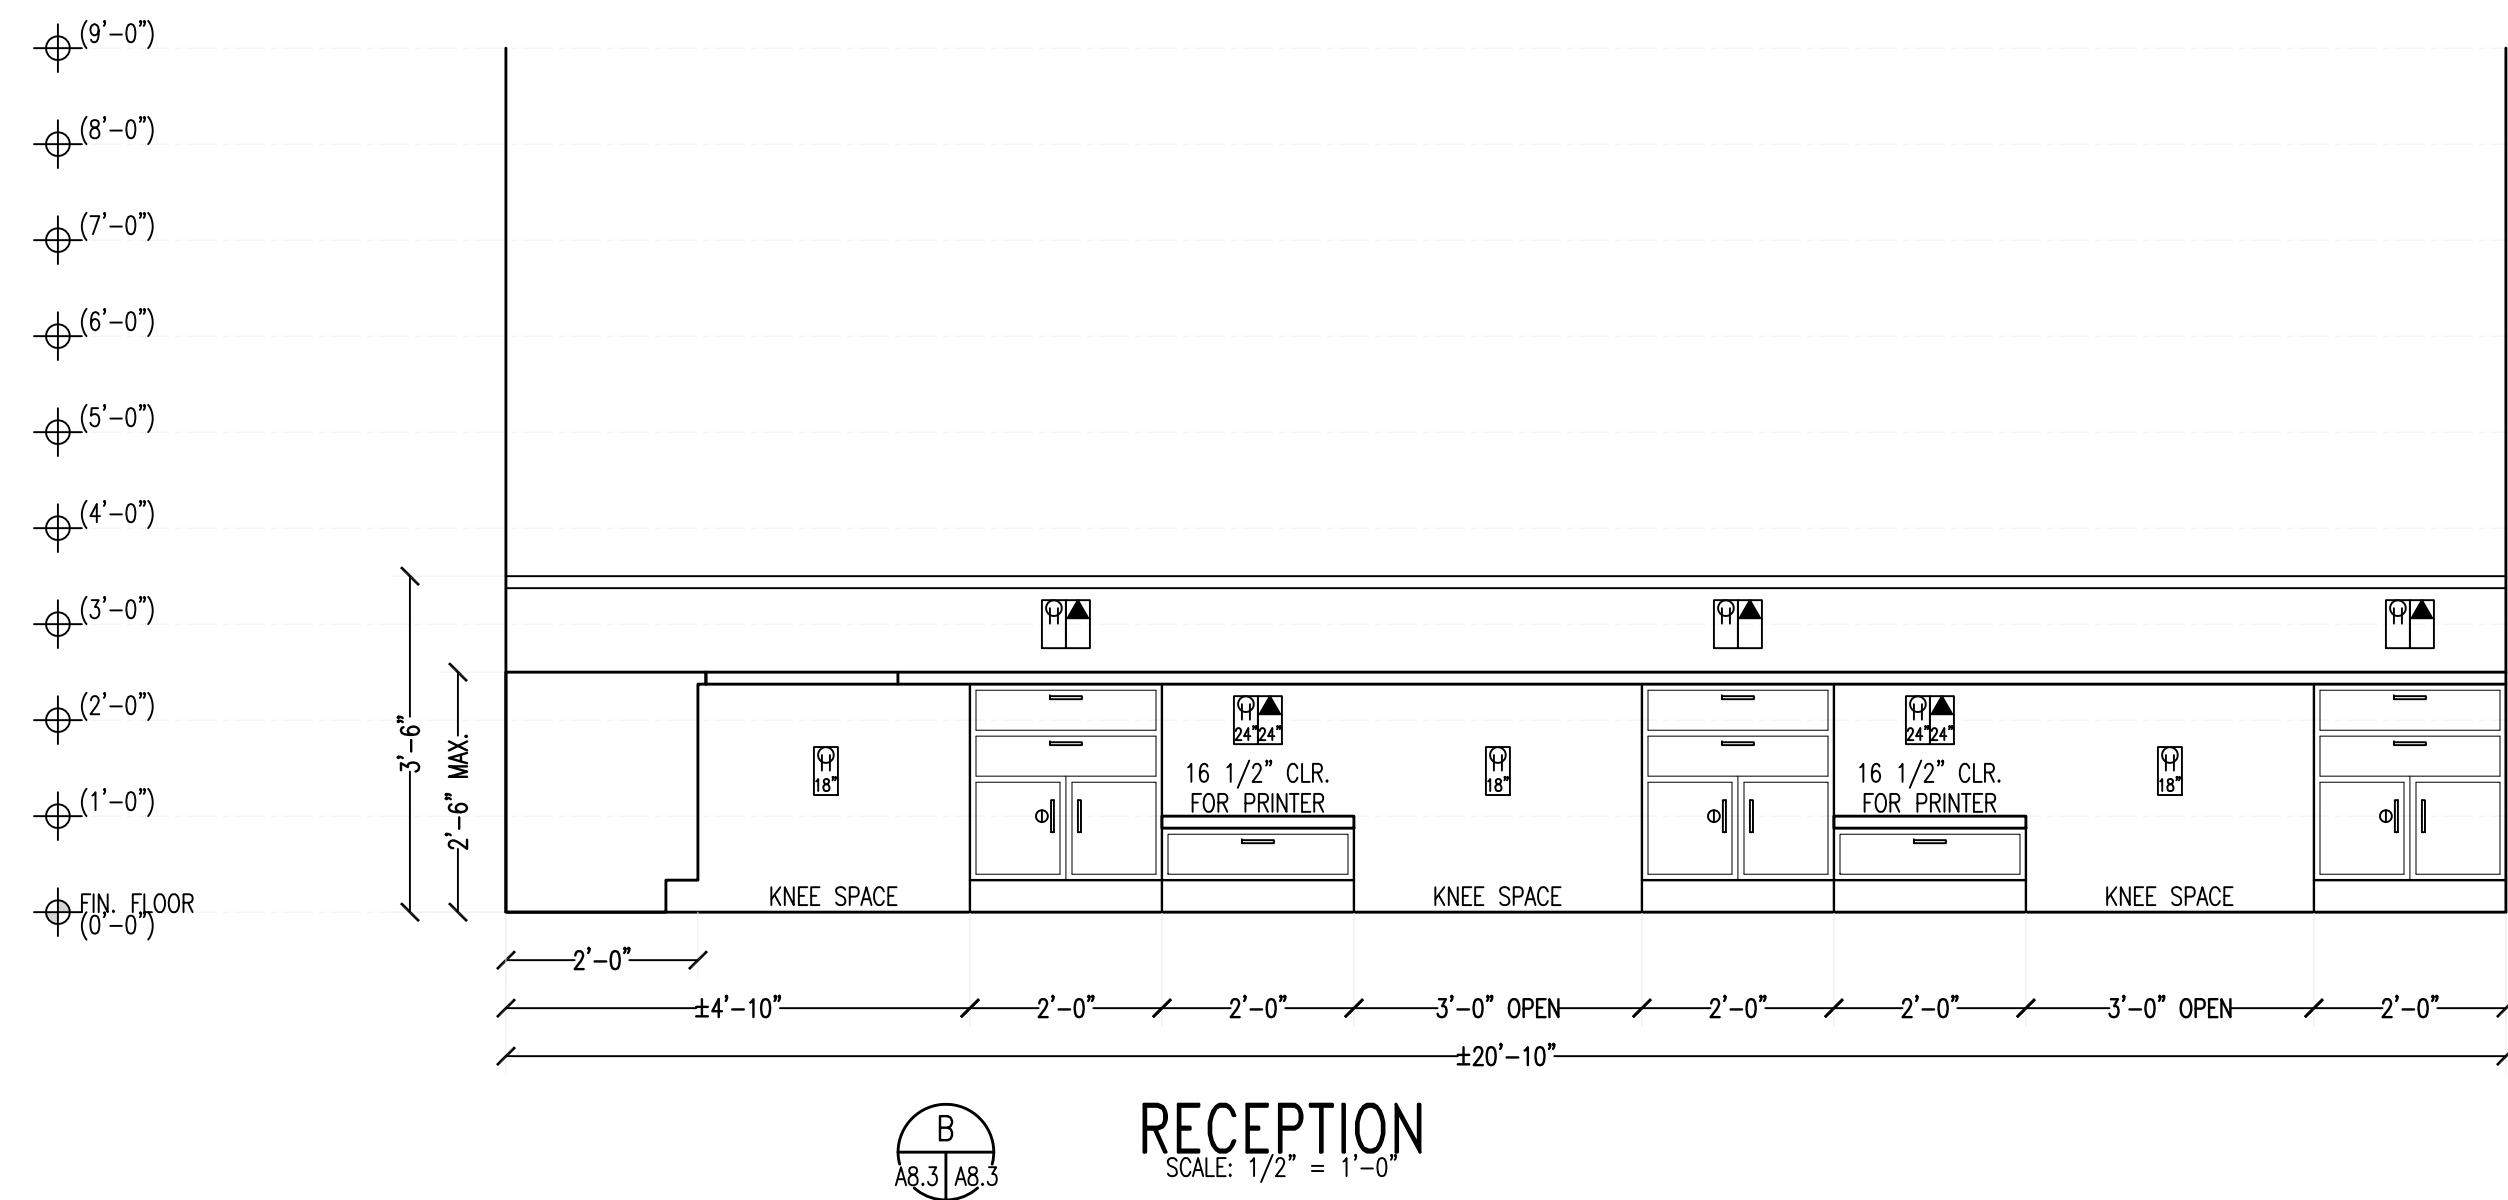 (9'-0")
(8'-0")
(7'-0")
(6'-0")
(5'-0")
(4'-0")
(3'-0")
(2'-0")
(1'-0")
FIN. FLOOR
(0'-0")
3'-6"
2'-6" MAX.
18"
KNEE SPACE
24" 24"
16 1/2" CLR.
FOR PRINTER
18"
KNEE SPACE
24" 24"
16 1/2" CLR.
FOR PRINTER
18"
KNEE SPACE
2'-0"
±4'-10" 2'-0" 2'-0" 3'-0" OPEN 2'-0" 2'-0" 3'-0" OPEN 2'-0"
±20'-10"
B
A8.3 A8.3
RECEPTION
SCALE: 1/2" = 1'-0"